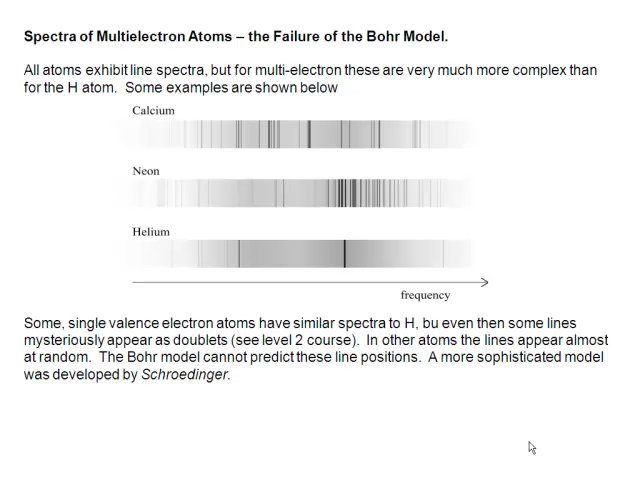 Spectra of Multielectron Atoms – the Failure of the Bohr Model.
All atoms exhibit line spectra, but for multi-electron these are very much more complex than
for the H atom. Some examples are shown below
Calcium
Neon
Helium
frequency
Some, single valence electron atoms have similar spectra to H, bu even then some lines
mysteriously appear as doublets (see level 2 course). In other atoms the lines appear almost
at random. The Bohr model cannot predict these line positions. A more sophisticated model
was developed by Schroedinger.